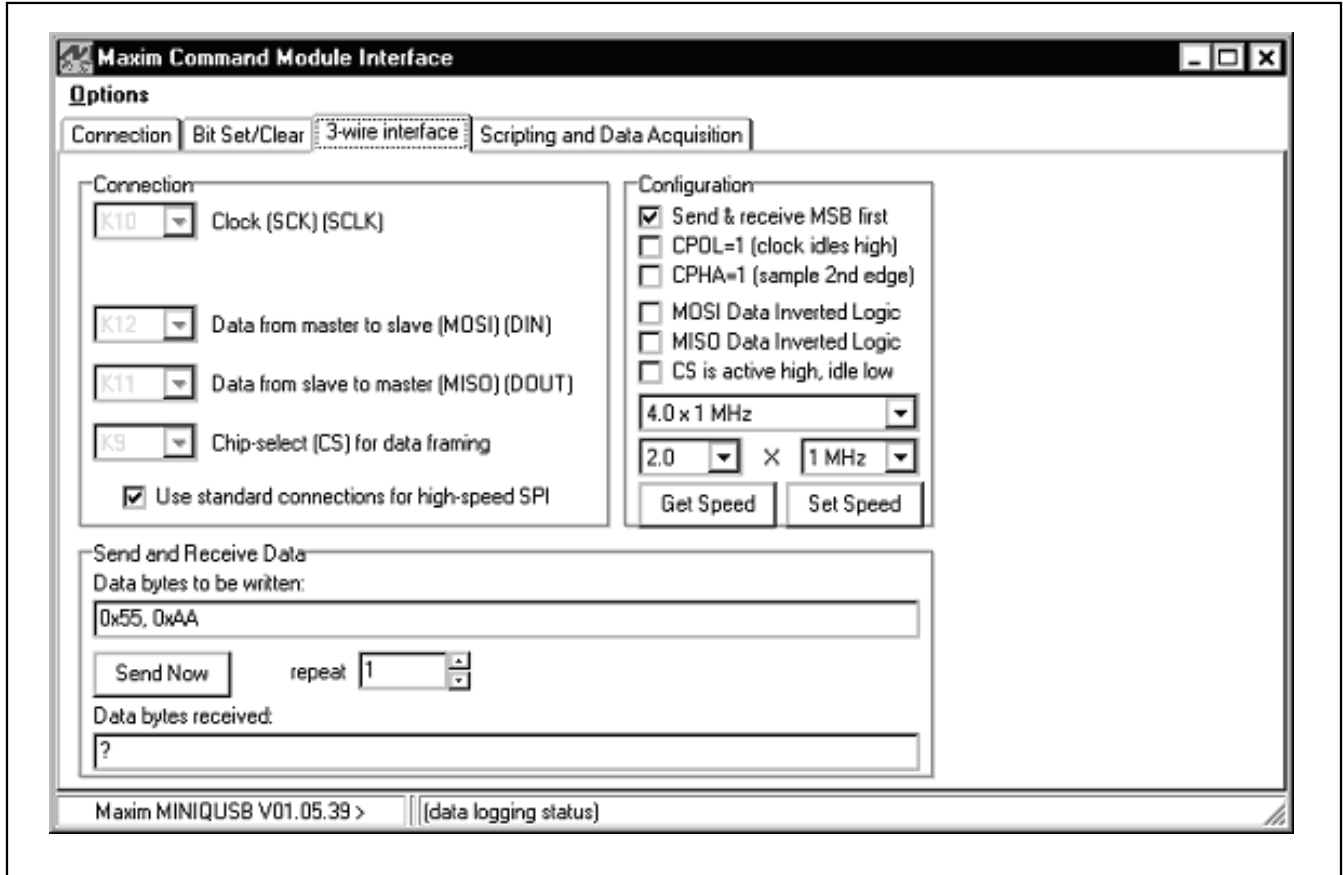 Maxim Command Module Interface
Options
Connection Bit Set/Clear 3-wire interface Scripting and Data Acquisition
Connection
K10 Clock (SCK) (SCLK)
K12 Data from master to slave (MOSI) (DIN)
K11 Data from slave to master (MISO) (DOUT)
K9 Chip-select (CS) for data framing
Use standard connections for high-speed SPI
Configuration
Send & receive MSB first
CPOL=1 (clock idles high)
CPHA=1 (sample 2nd edge)
MOSI Data Inverted Logic
MISO Data Inverted Logic
CS is active high, idle low
4.0 x 1 MHz
2.0 X 1 MHz
Get Speed Set Speed
Send and Receive Data
Data bytes to be written:
0x55, 0xAA
Send Now repeat 1
Data bytes received:
?
Maxim MINIQUSB V01.05.39 > (data logging status)